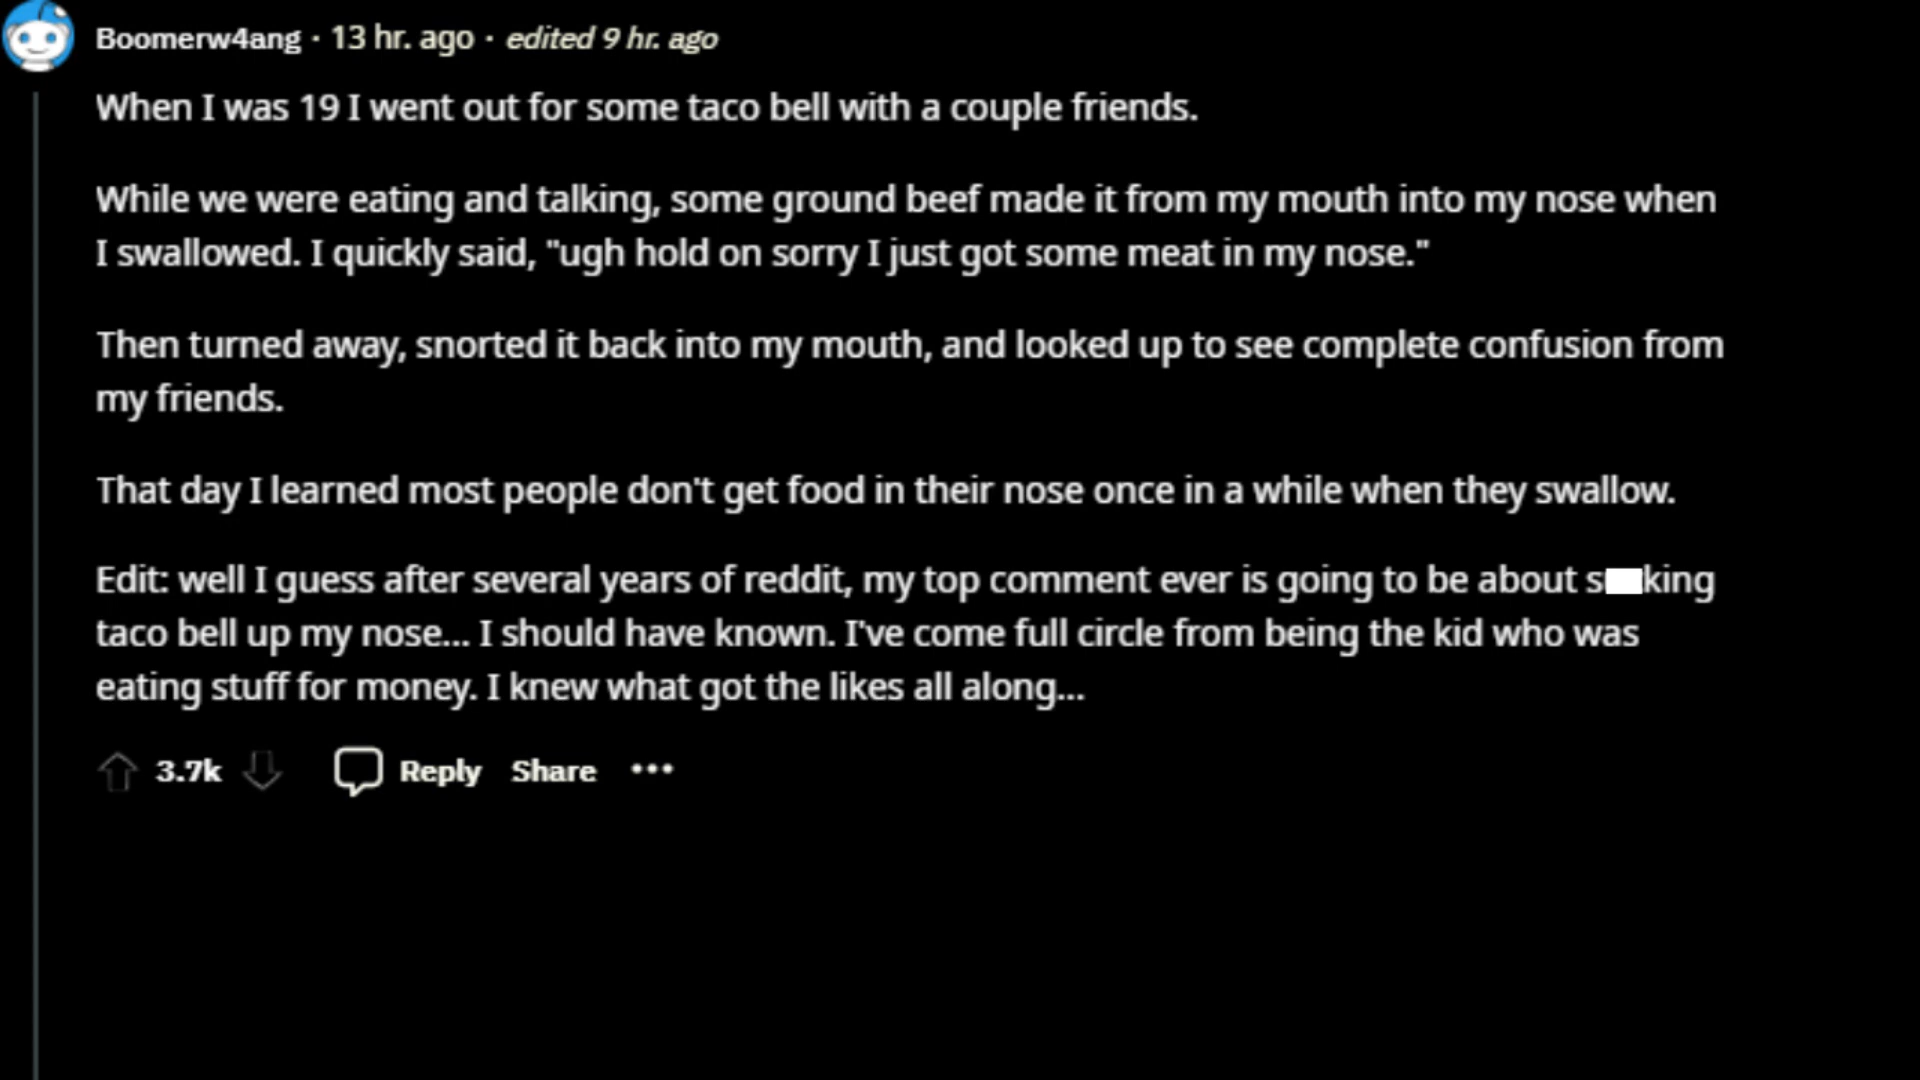 Boomerw4ang · 13 hr. ago · edited 9 hr. ago
When I was 19 I went out for some taco bell with a couple friends.
While we were eating and talking, some ground beef made it from my mouth into my nose when
I swallowed. I quickly said, "ugh hold on sorry I just got some meat in my nose."
Then turned away, snorted it back into my mouth, and looked up to see complete confusion from
my friends.
That day I learned most people don't get food in their nose once in a while when they swallow.
Edit: well I guess after several years of reddit, my top comment ever is going to be about s king
taco bell up my nose... I should have known. I've come full circle from being the kid who was
eating stuff for money. I knew what got the likes all along...
3.7k Reply Share ...